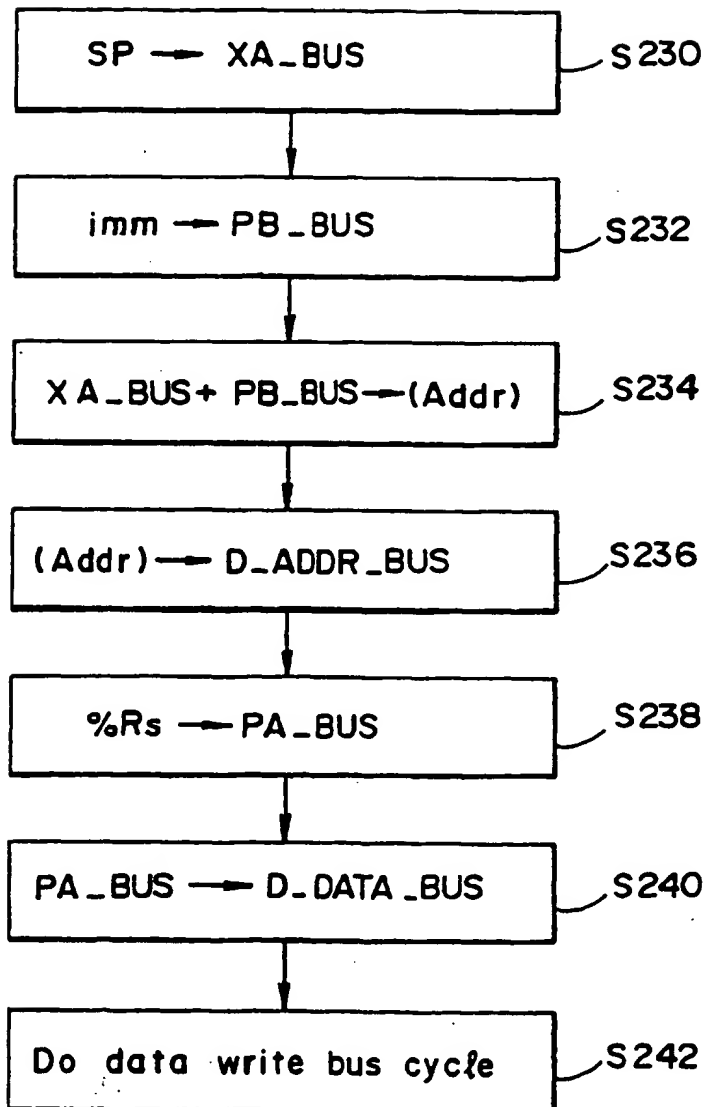 SP → XA_BUS
S230
imm → PB_BUS
S232
XA_BUS + PB_BUS → (Addr)
S234
(Addr) → D_ADDR_BUS
S236
%Rs → PA_BUS
S238
PA_BUS → D_DATA_BUS
S240
Do data write bus cycle
S242